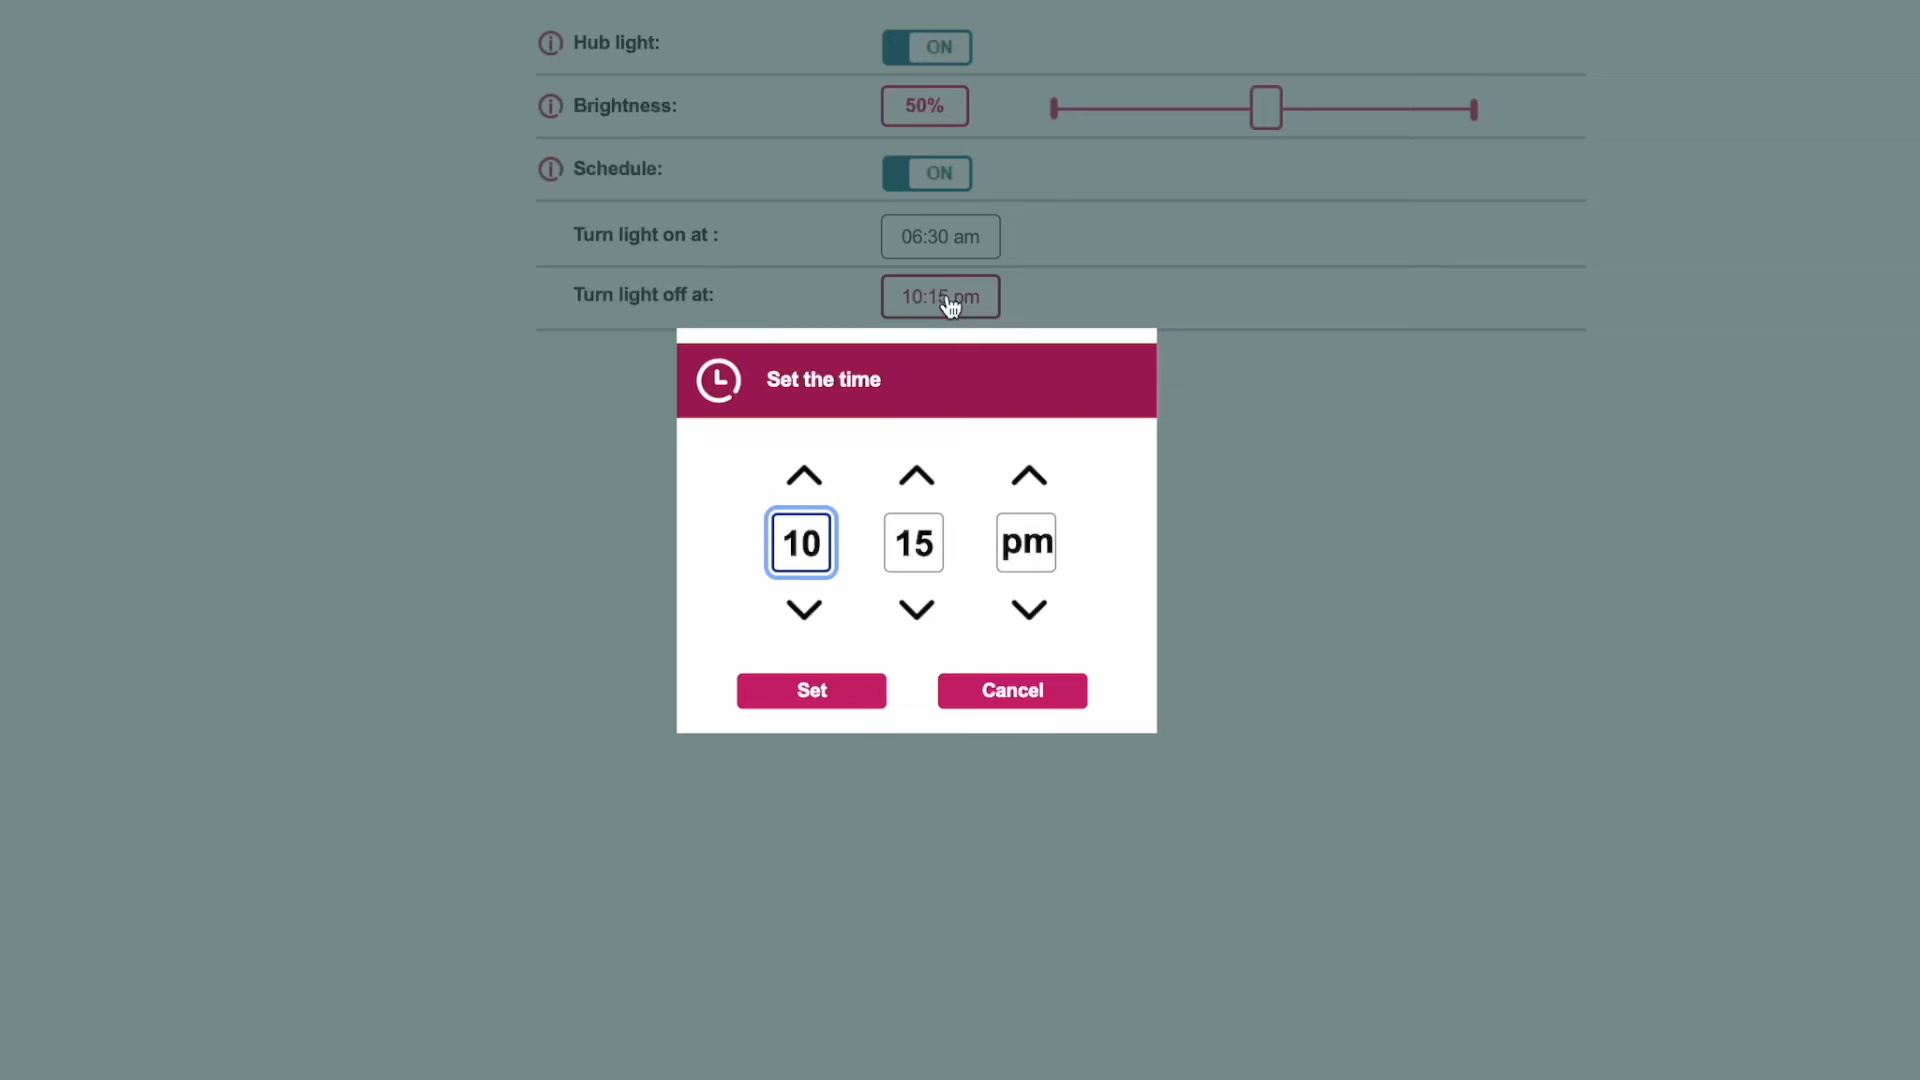 Hub light: ON
Brightness: 50%
Schedule: ON
Turn light on at : 06:30 am
Turn light off at: 10:15 pm
Set the time
10 15 pm
Set Cancel